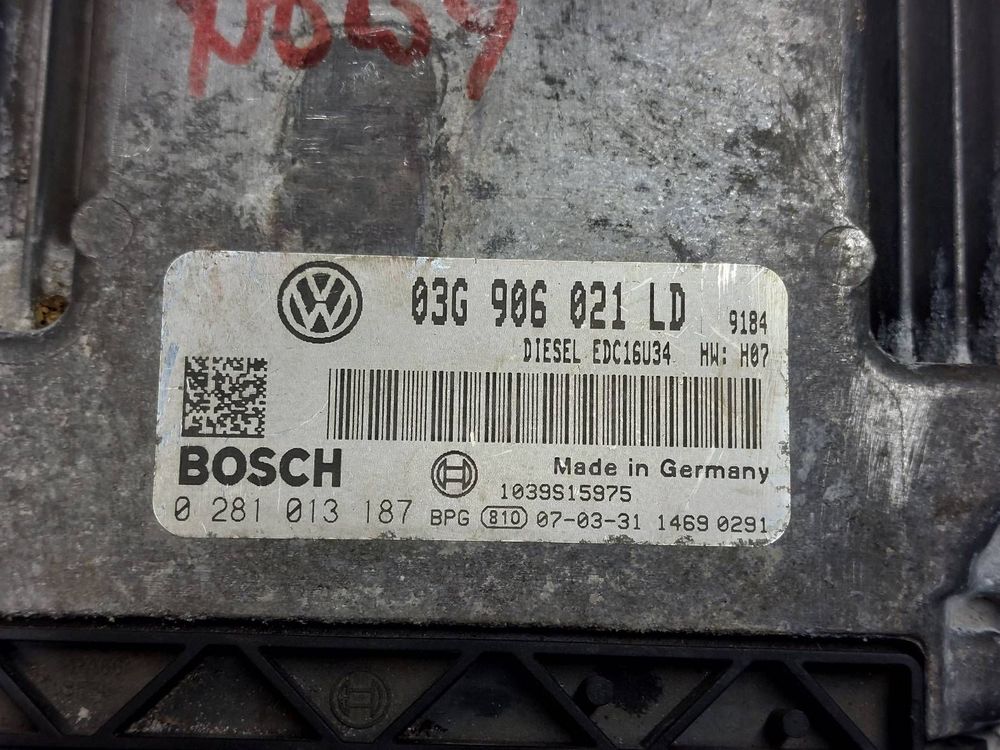 03G 906 021 LD 9184
DIESEL EDC16U34 HW: H07
BOSCH
Made in Germany
1039S15975
0 281 013 187 BPG 810 07-03-31 1469 0291